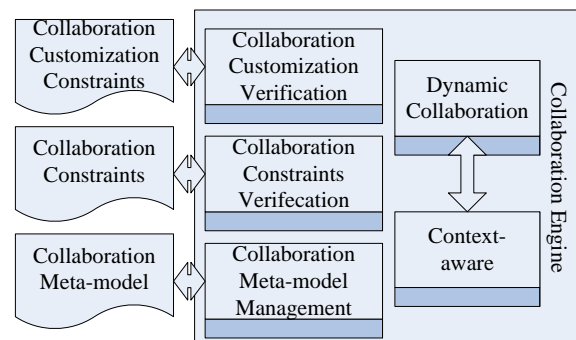 Collaboration
Customization
Constraints
Collaboration
Customization
Verification
Collaboration
Constraints
Collaboration
Constraints
Verifecation
Collaboration
Meta-model
Collaboration
Meta-model
Management
Dynamic
Collaboration
Context-
aware
Collaboration Engine